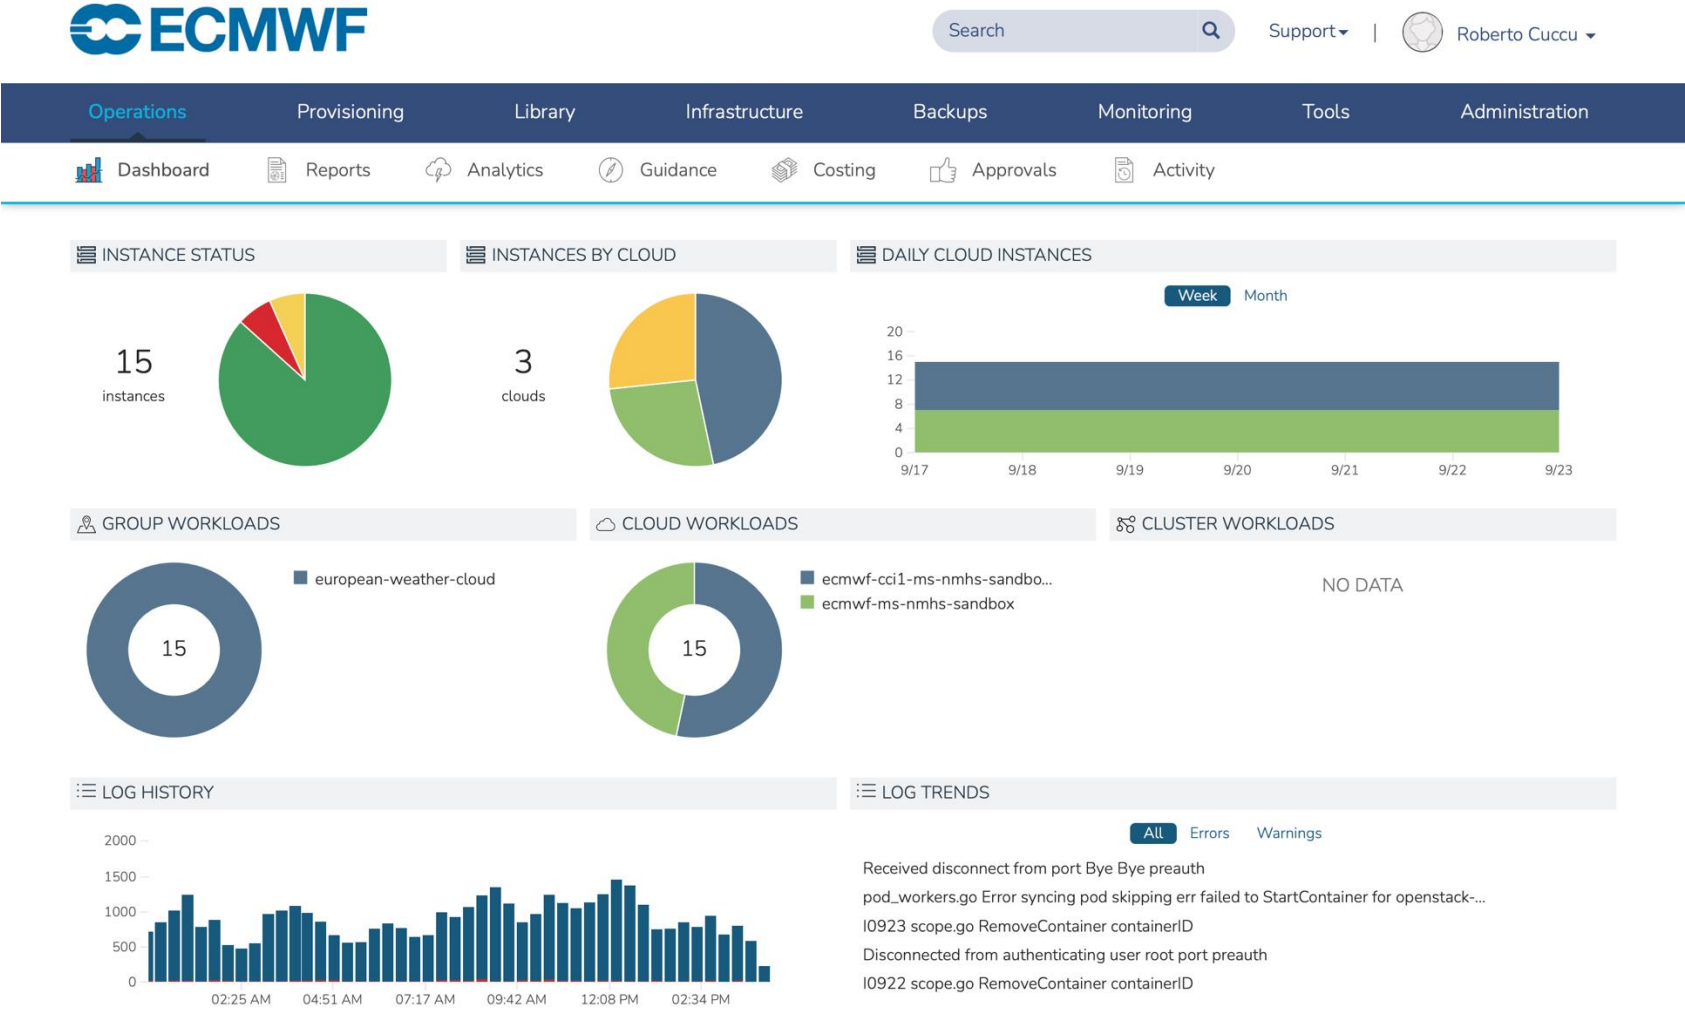 ECMWF
Search
Support
|
Roberto Cuccu
Operations
Provisioning
Library
Infrastructure
Backups
Monitoring
Tools
Administration
Dashboard
Reports
Analytics
Guidance
Costing
Approvals
Activity
INSTANCE STATUS
15
instances
INSTANCES BY CLOUD
3
clouds
DAILY CLOUD INSTANCES
Week
Month
20
16
12
8
4
0
9/17
9/18
9/19
9/20
9/21
9/22
9/23
GROUP WORKLOADS
15
european-weather-cloud
CLOUD WORKLOADS
15
ecmwf-cci1-ms-nmhs-sandbo...
ecmwf-ms-nmhs-sandbox
CLUSTER WORKLOADS
NO DATA
LOG HISTORY
2000
1500
1000
500
0
02:25 AM
04:51 AM
07:17 AM
09:42 AM
12:08 PM
02:34 PM
LOG TRENDS
All
Errors
Warnings
Received disconnect from port Bye Bye preauth
pod_workers.go Error syncing pod skipping err failed to StartContainer for openstack-...
I0923 scope.go RemoveContainer containerID
Disconnected from authenticating user root port preauth
I0922 scope.go RemoveContainer containerID